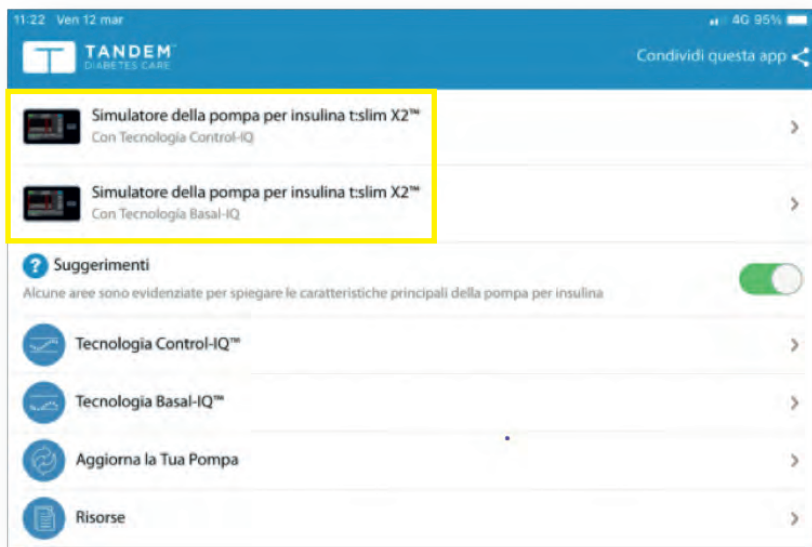 11:22 Ven 12 mar
4G 95%
TANDEM
DIABETES CARE
Condividi questa app
Simulatore della pompa per insulina t:slim X2™
Con Tecnologia Control-IQ
Simulatore della pompa per insulina t:slim X2™
Con Tecnologia Basal-IQ
? Suggerimenti
Alcune aree sono evidenziate per spiegare le caratteristiche principali della pompa per insulina
Tecnologia Control-IQ™
Tecnologia Basal-IQ™
Aggiorna la Tua Pompa
Risorse